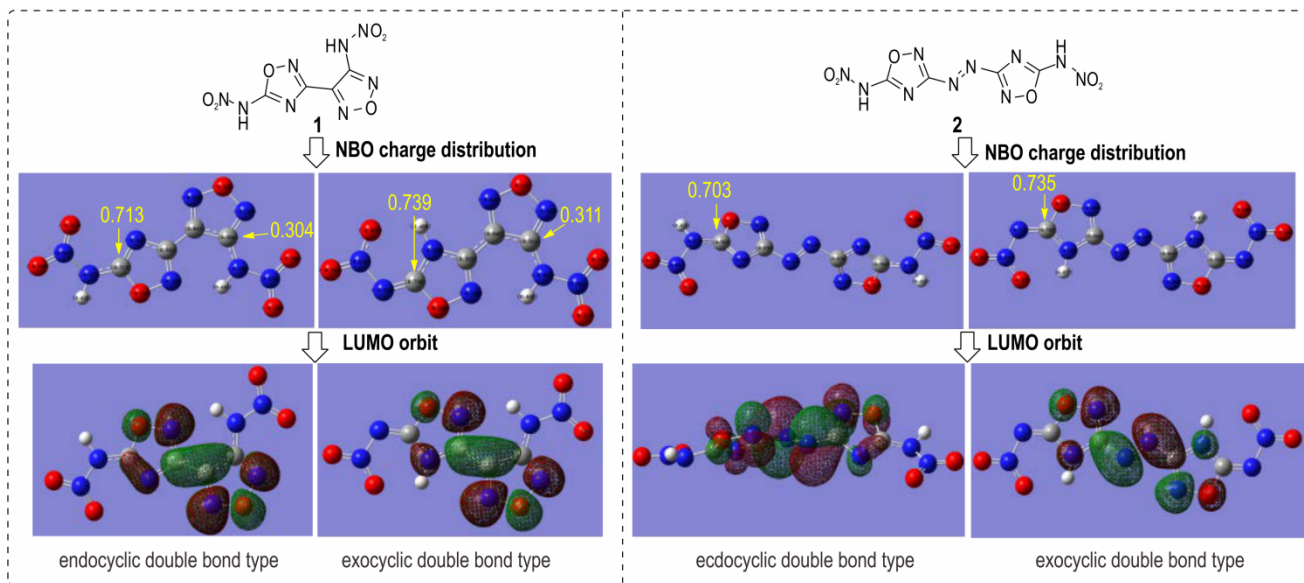 NO₂
HN
O N
N
N
N
O
O₂N
N
H
N
1
NBO charge distribution
0.713
0.304
0.739
0.311
LUMO orbit
endocyclic double bond type
exocyclic double bond type
H
N
NO₂
O N
N
N
N
N
N
O
O₂N
N
H
N
2
NBO charge distribution
0.703
0.735
LUMO orbit
ecdocyclic double bond type
exocyclic double bond type